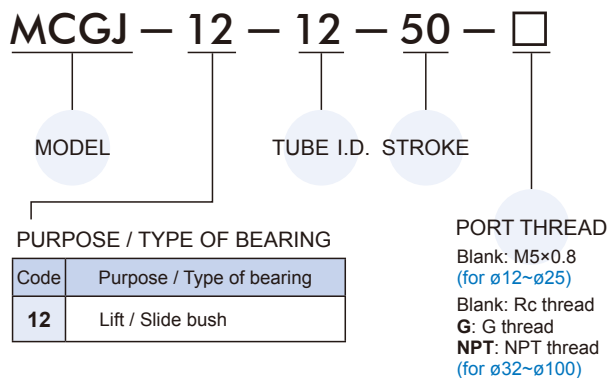 MCGJ – 12 – 12 – 50 – □
MODEL
TUBE I.D.
STROKE
PURPOSE / TYPE OF BEARING
Code
Purpose / Type of bearing
12
Lift / Slide bush
PORT THREAD
Blank: M5×0.8
(for ø12~ø25)
Blank: Rc thread
G: G thread
NPT: NPT thread
(for ø32~ø100)